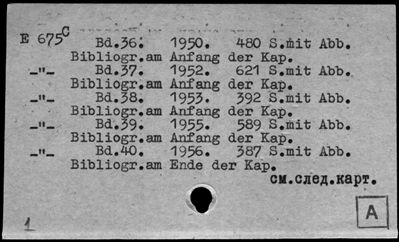 E 675C
Bd.36. 1950. 480 S.mit Abb.
Bibliogr.am Anfang der Kap.
-"- Bd.37. 1952. 621 S.mit Abb.
Bibliogr.am Anfang der Kap.
-"- Bd.38. 1953. 392 S.mit Abb.
Bibliogr.am Anfang der Kap.
-"- Bd.39. 1955. 589 S.mit Abb.
Bibliogr.am Anfang der Kap.
-"- Bd.40. 1956. 387 S.mit Abb.
Bibliogr.am Ende der Kap.
см.след.карт.
1
A